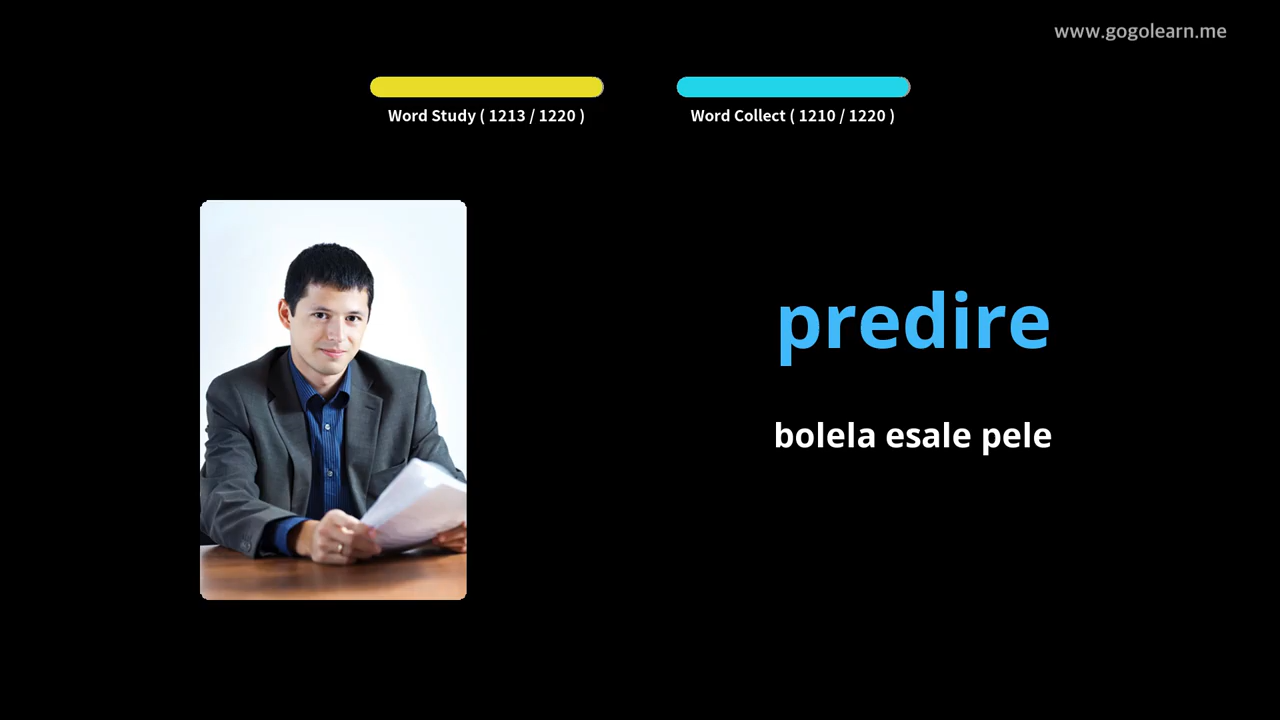 www.gogolearn.me
Word Study ( 1213 / 1220 )
Word Collect ( 1210 / 1220 )
predire
bolela esale pele